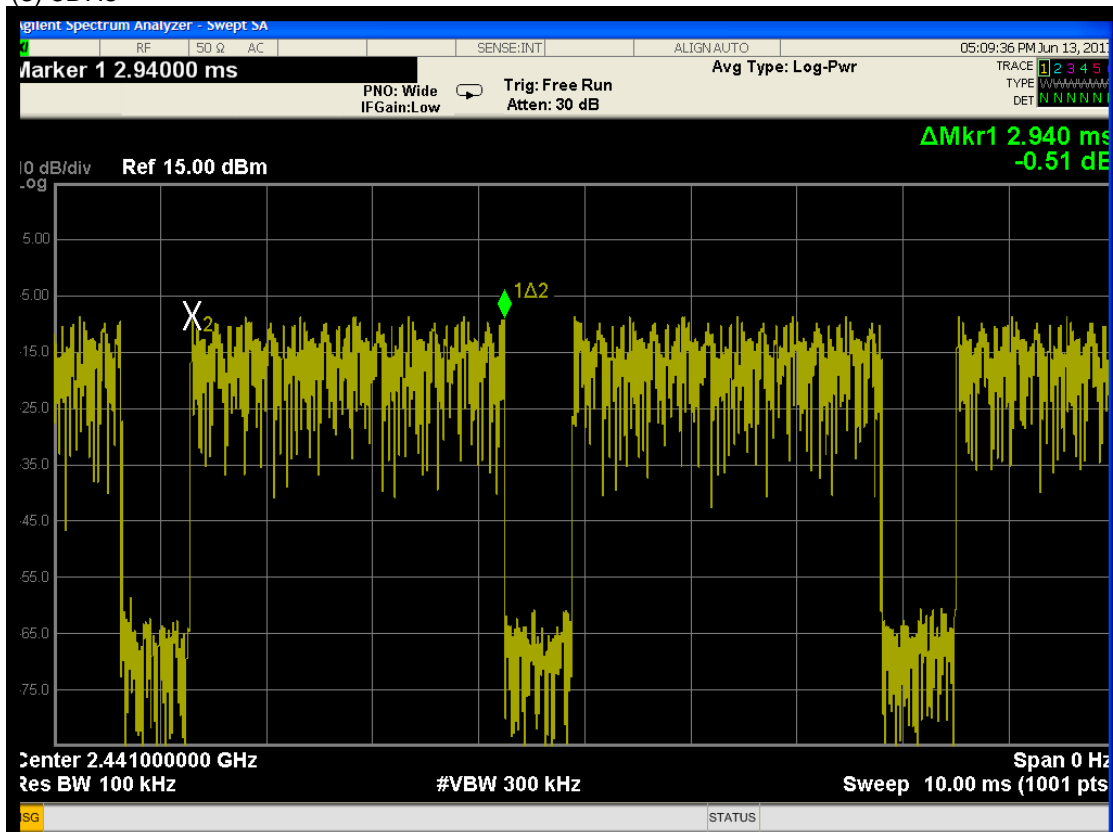 Agilent Spectrum Analyzer - Swept SA
RF 50 Ω AC SENSE:INT ALIGNAUTO 05:09:36 PM Jun 13, 201
Marker 1 2.94000 ms
PNO: Wide
IFGain:Low
Trig: Free Run
Atten: 30 dB
Avg Type: Log-Pwr
TRACE 1 2 3 4 5
TYPE
DET N N N N N
ΔMkr1 2.940 ms
-0.51 dB
10 dB/div Ref 15.00 dBm
Log
5.00
-5.00
1Δ2
X2
-15.0
-25.0
-35.0
-45.0
-55.0
-65.0
-75.0
Center 2.441000000 GHz Span 0 Hz
Res BW 100 kHz #VBW 300 kHz Sweep 10.00 ms (1001 pts
MSG STATUS